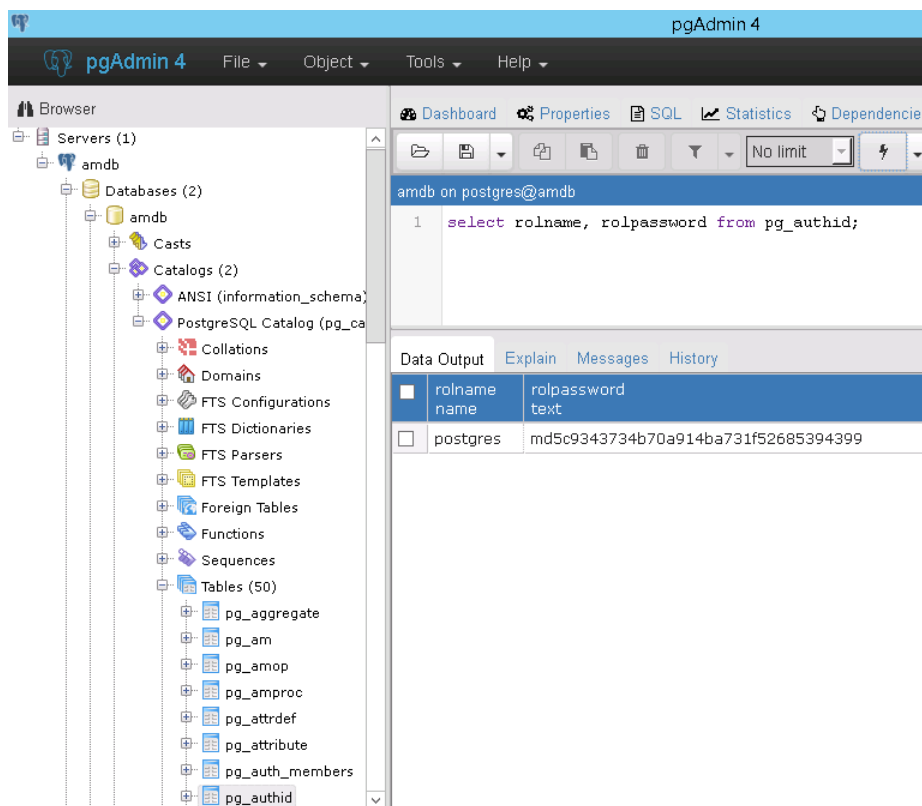 pgAdmin 4
pgAdmin 4 File Object Tools Help
Browser
Servers (1)
amdb
Databases (2)
amdb
Casts
Catalogs (2)
ANSI (information_schema)
PostgreSQL Catalog (pg_ca
Collations
Domains
FTS Configurations
FTS Dictionaries
FTS Parsers
FTS Templates
Foreign Tables
Functions
Sequences
Tables (50)
pg_aggregate
pg_am
pg_amop
pg_amproc
pg_attrdef
pg_attribute
pg_auth_members
pg_authid
Dashboard Properties SQL Statistics Dependencie
No limit
amdb on postgres@amdb
1 select rolname, rolpassword from pg_authid;
Data Output Explain Messages History
rolname rolpassword
name text
postgres md5c9343734b70a914ba731f52685394399